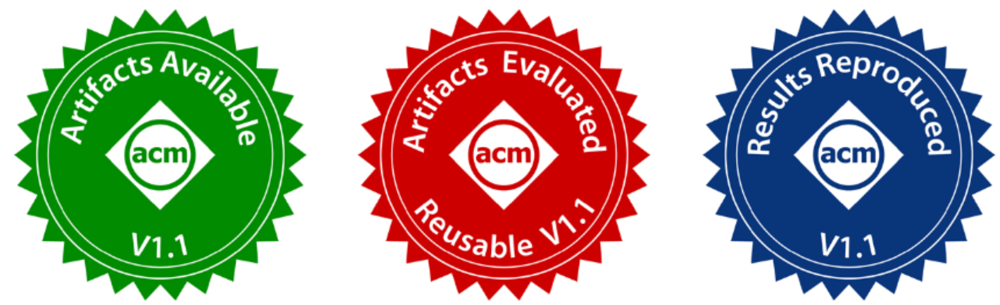 Artifacts Available
acm
V1.1
Artifacts Evaluated
acm
Reusable V1.1
Results Reproduced
acm
V1.1